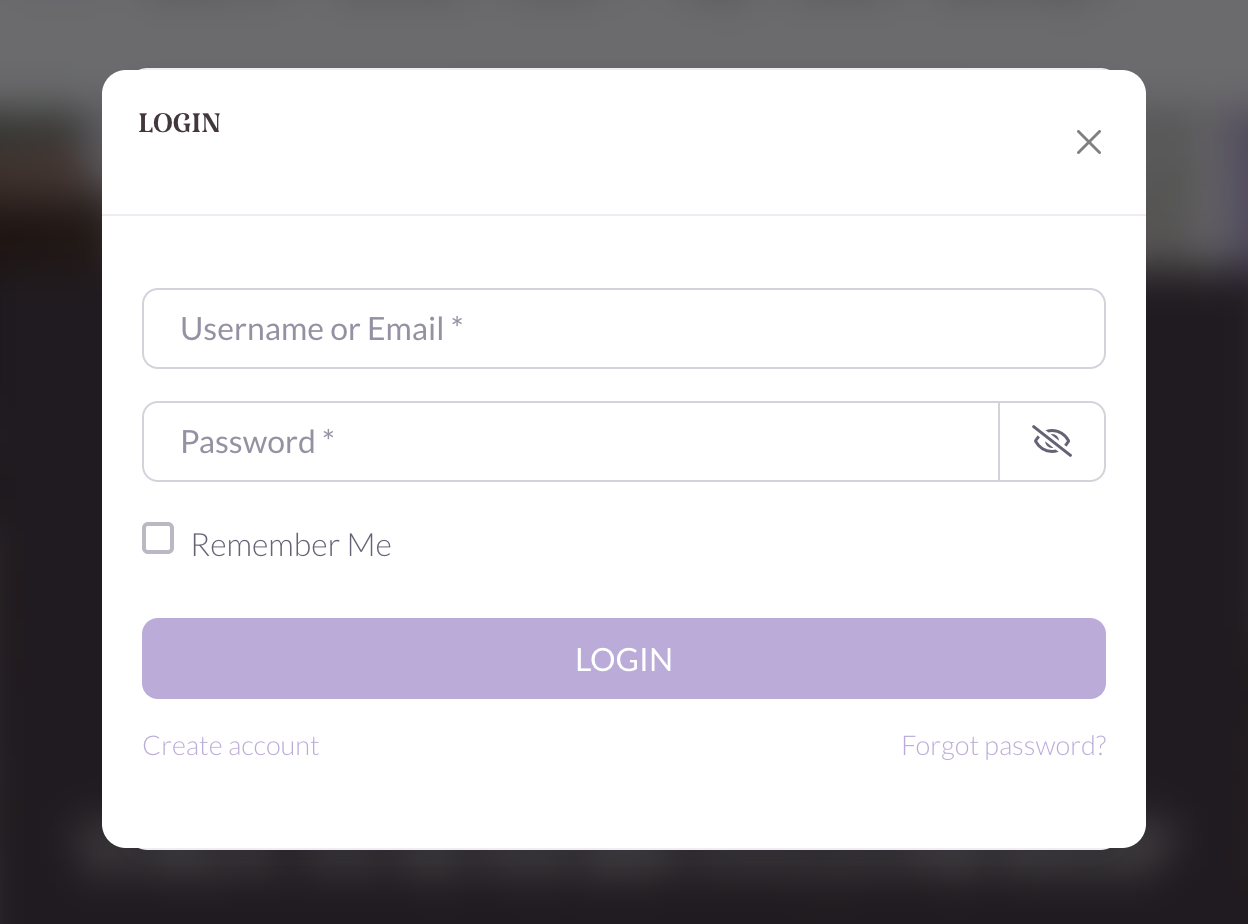 LOGIN
Username or Email *
Password *
Remember Me
LOGIN
Create account
Forgot password?